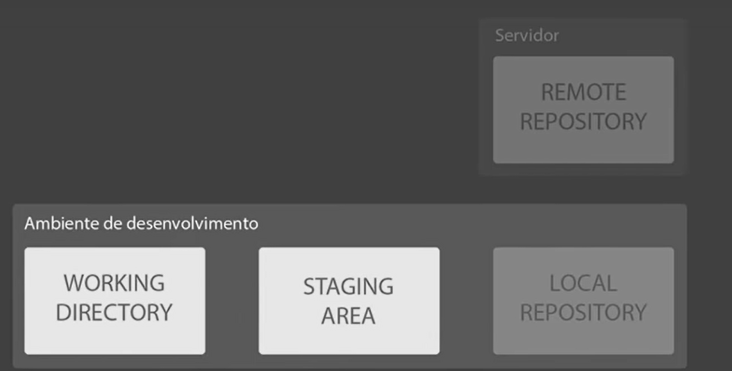 Servidor
REMOTE
REPOSITORY
Ambiente de desenvolvimento
WORKING
DIRECTORY
STAGING
AREA
LOCAL
REPOSITORY